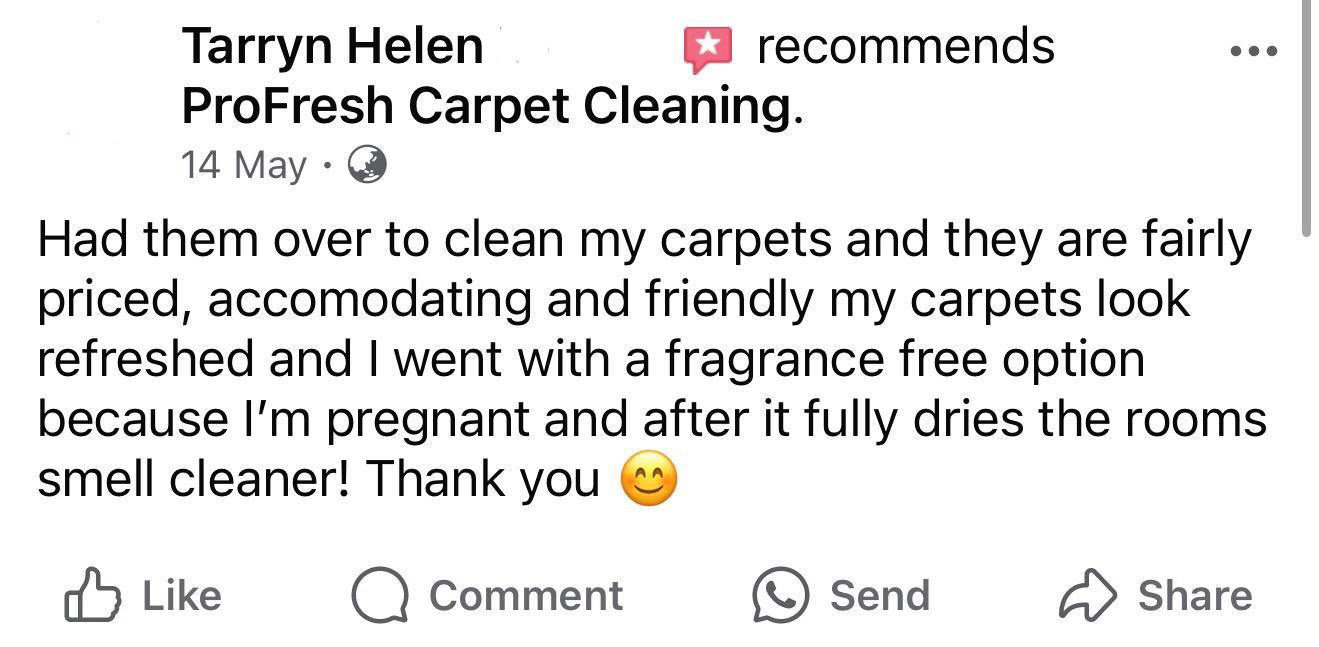 Tarryn Helen recommends
ProFresh Carpet Cleaning.
14 May ·
Had them over to clean my carpets and they are fairly
priced, accomodating and friendly my carpets look
refreshed and I went with a fragrance free option
because I’m pregnant and after it fully dries the rooms
smell cleaner! Thank you 😊
Like Comment Send Share